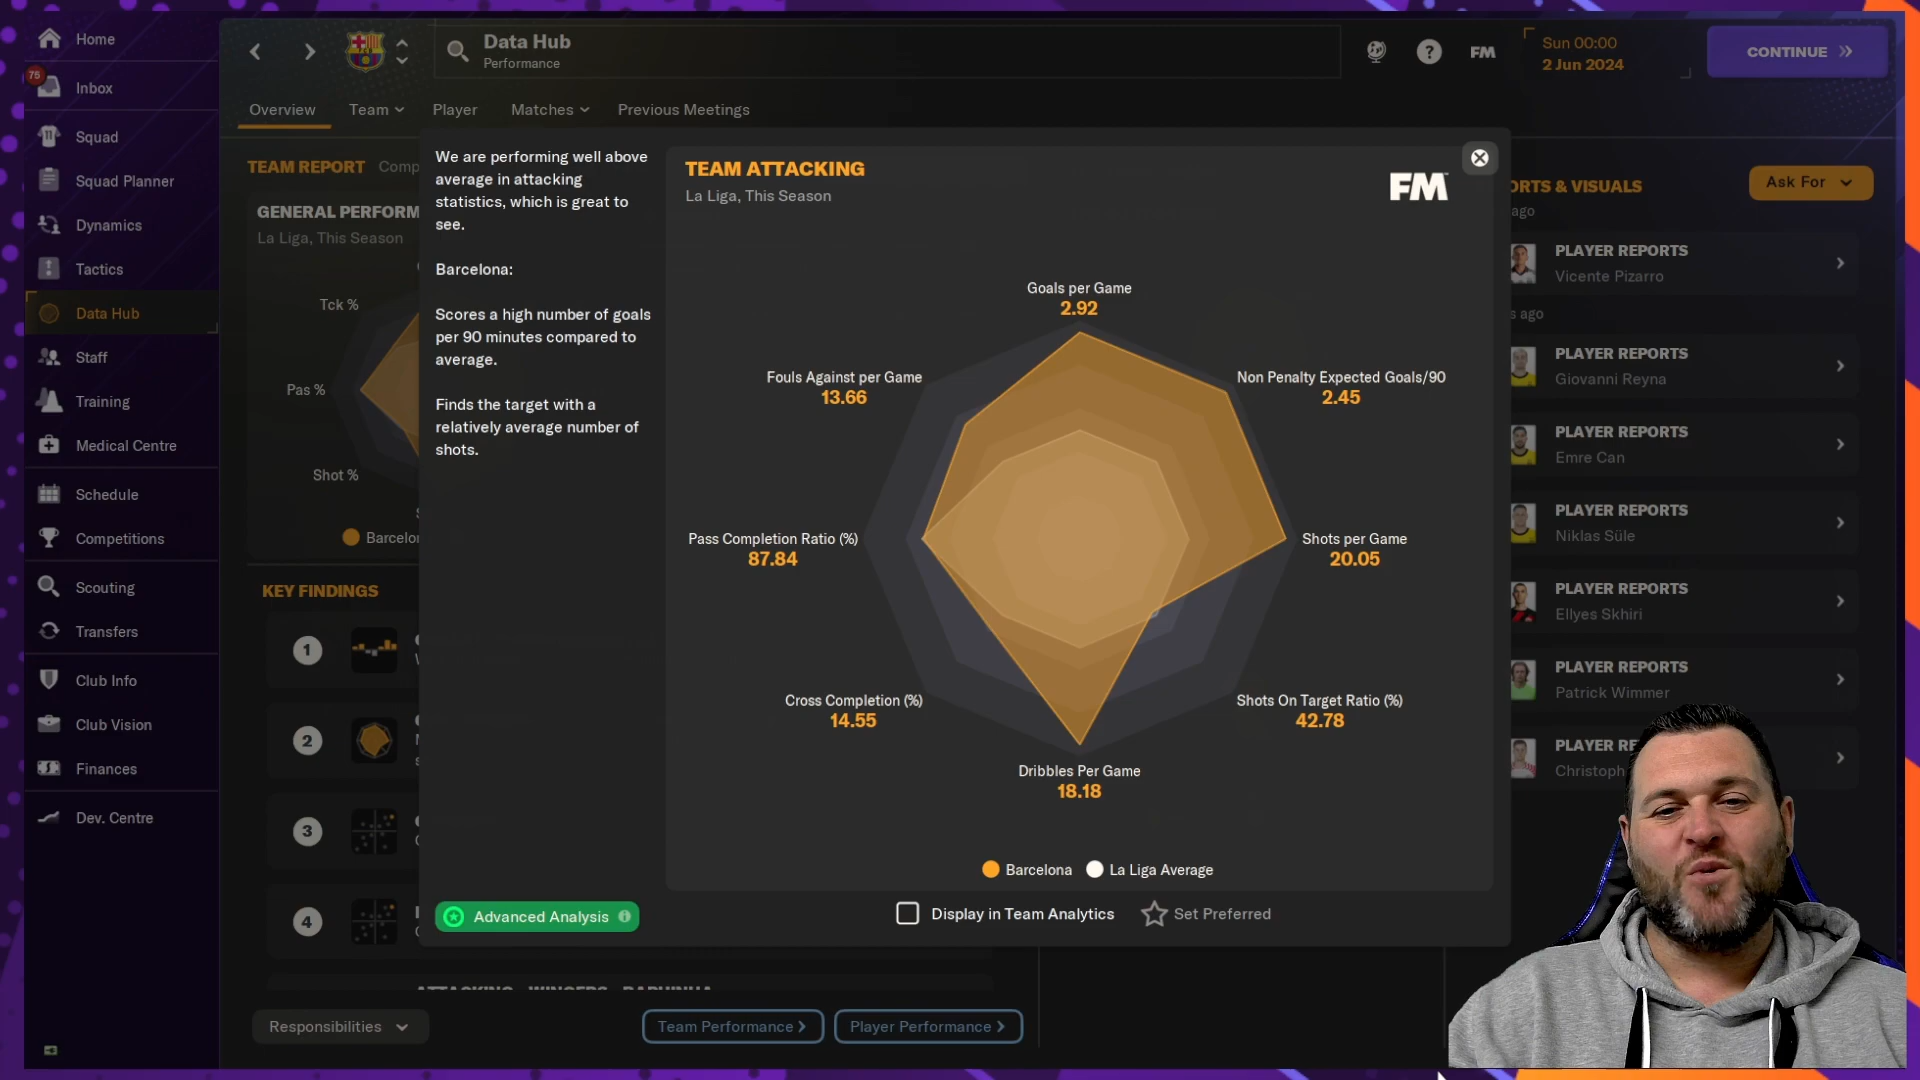 Home
75
Inbox
Squad
Squad Planner
Dynamics
Tactics
Data Hub
Staff
Training
Medical Centre
Schedule
Competitions
Scouting
Transfers
Club Info
Club Vision
Finances
Dev. Centre
Data Hub
Performance
?
FM
Sun 00:00
2 Jun 2024
CONTINUE
Overview
Team
Player
Matches
Previous Meetings
TEAM REPORT
GENERAL PERFORM
La Liga, This Season
Tck %
Pas %
Shot %
KEY FINDINGS
1
2
3
4
We are performing well above
average in attacking
statistics, which is great to
see.
Barcelona:
Scores a high number of goals
per 90 minutes compared to
average.
Finds the target with a
relatively average number of
shots.
Advanced Analysis
TEAM ATTACKING
La Liga, This Season
FM
Goals per Game
2.92
Fouls Against per Game
13.66
Non Penalty Expected Goals/90
2.45
Pass Completion Ratio (%)
87.84
Shots per Game
20.05
Cross Completion (%)
14.55
Shots On Target Ratio (%)
42.78
Dribbles Per Game
18.18
Barcelona
La Liga Average
Display in Team Analytics
Set Preferred
ORTS & VISUALS
Ask For
ago
PLAYER REPORTS
Vicente Pizarro
s ago
PLAYER REPORTS
Giovanni Reyna
PLAYER REPORTS
Emre Can
PLAYER REPORTS
Niklas Süle
PLAYER REPORTS
Ellyes Skhiri
PLAYER REPORTS
Patrick Wimmer
PLAYER RE
Christoph
Responsibilities
Team Performance
Player Performance